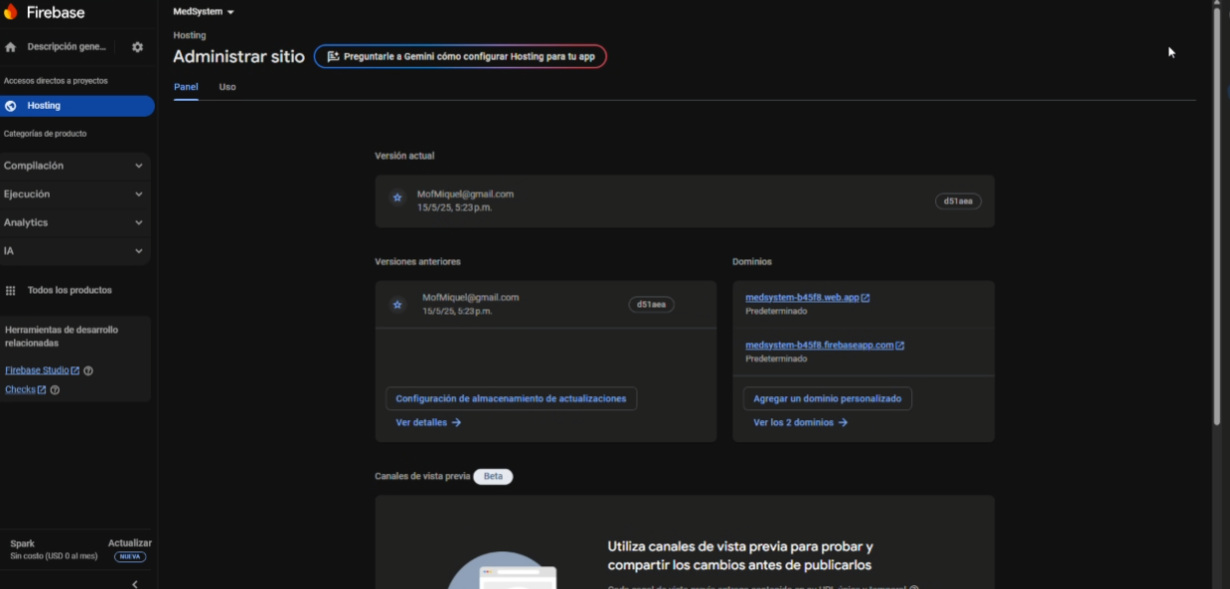 Firebase
MedSystem
Descripción gene...
Accesos directos a proyectos
Hosting
Categorías de producto
Compilación
Ejecución
Analytics
IA
Todos los productos
Herramientas de desarrollo
relacionadas
Firebase Studio
Checks
Spark
Sin costo (USD 0 al mes)
Actualizar
NUEVA
Hosting
Administrar sitio
Preguntarle a Gemini cómo configurar Hosting para tu app
Panel
Uso
Versión actual
MofMiquel@gmail.com
15/5/25, 5:23 p.m.
d51aea
Versiones anteriores
MofMiquel@gmail.com
15/5/25, 5:23 p.m.
d51aea
Configuración de almacenamiento de actualizaciones
Ver detalles
Dominios
medsystem-b45f8.web.app
Predeterminado
medsystem-b45f8.firebaseapp.com
Predeterminado
Agregar un dominio personalizado
Ver los 2 dominios
Canales de vista previa
Beta
Utiliza canales de vista previa para probar y
compartir los cambios antes de publicarlos